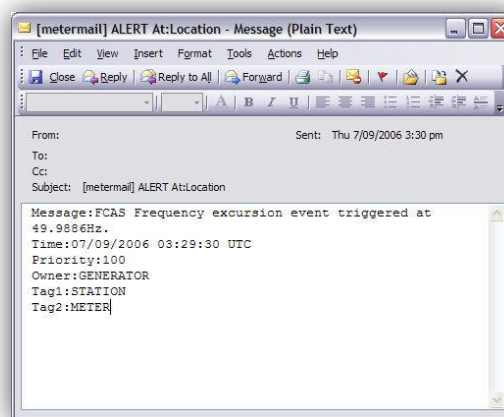 [metermail] ALERT At:Location - Message (Plain Text)
File Edit View Insert Format Tools Actions Help
Close Reply Reply to All Forward
A B I U
From: Sent: Thu 7/09/2006 3:30 pm
To:
Cc:
Subject: [metermail] ALERT At:Location
Message:FCAS Frequency excursion event triggered at
49.9886Hz.
Time:07/09/2006 03:29:30 UTC
Priority:100
Owner:GENERATOR
Tag1:STATION
Tag2:METER